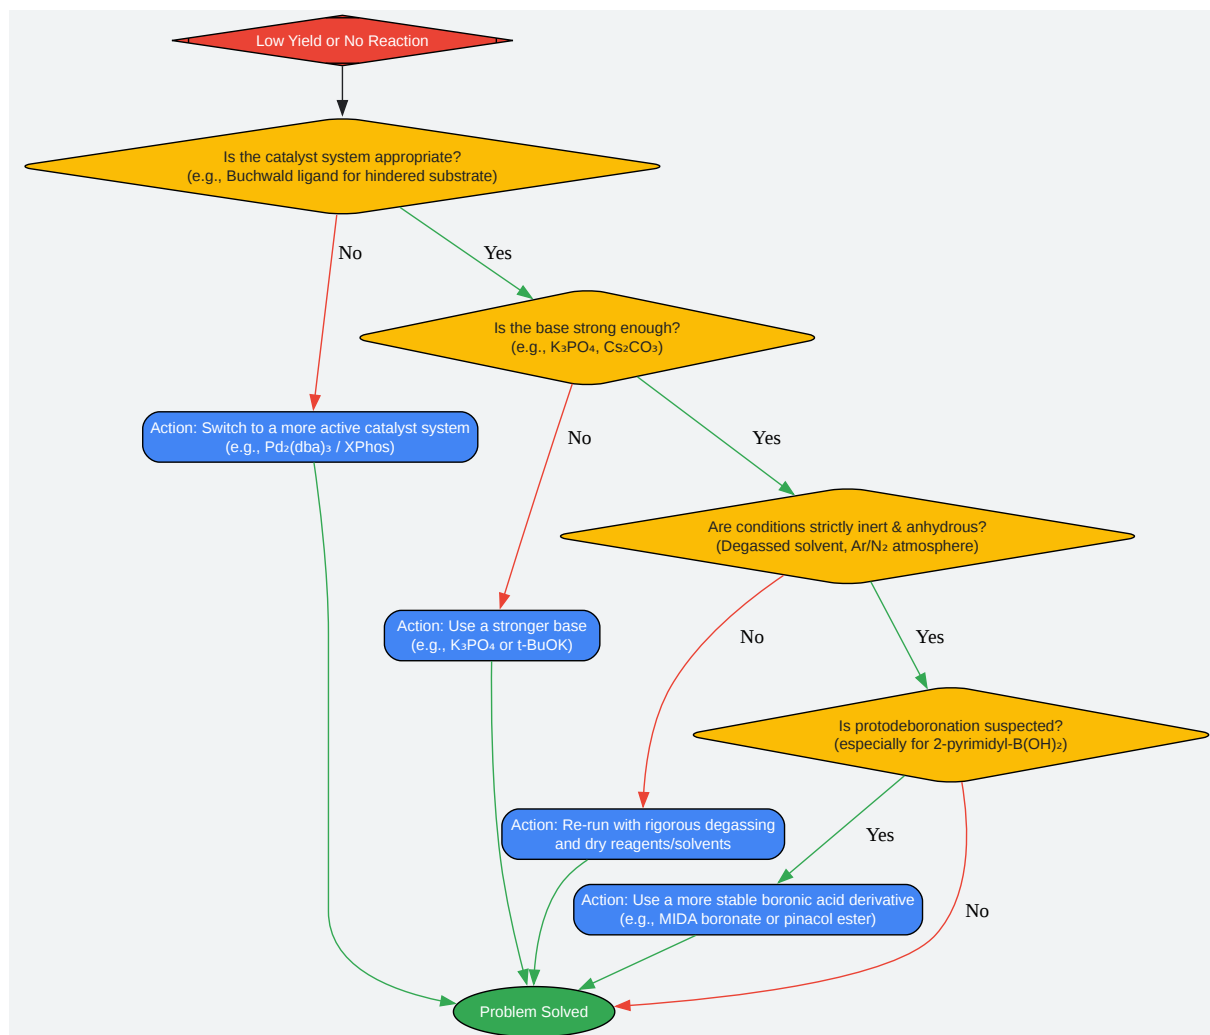 Low Yield or No Reaction
Is the catalyst system appropriate?
(e.g., Buchwald ligand for hindered substrate)
No
Yes
Is the base strong enough?
(e.g., K₃PO₄, Cs₂CO₃)
Action: Switch to a more active catalyst system
(e.g., Pd₂(dba)₃ / XPhos)
No
Yes
Are conditions strictly inert & anhydrous?
(Degassed solvent, Ar/N₂ atmosphere)
Action: Use a stronger base
(e.g., K₃PO₄ or t-BuOK)
No
Yes
Is protodeboronation suspected?
(especially for 2-pyrimidyl-B(OH)₂)
Action: Re-run with rigorous degassing
and dry reagents/solvents
Yes
Action: Use a more stable boronic acid derivative
(e.g., MIDA boronate or pinacol ester)
No
Problem Solved